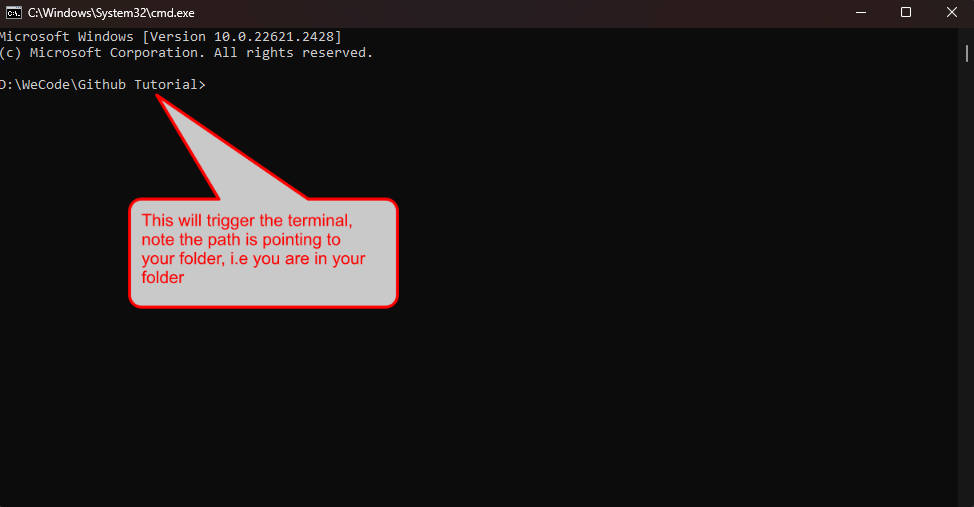 C:\Windows\System32\cmd.exe
Microsoft Windows [Version 10.0.22621.2428]
(c) Microsoft Corporation. All rights reserved.
D:\WeCode\Github Tutorial>
This will trigger the terminal,
note the path is pointing to
your folder, i.e you are in your
folder